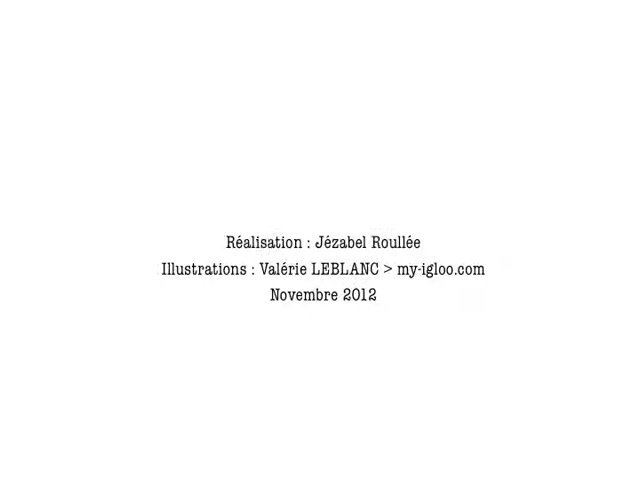 Réalisation : Jézabel Roullée
Illustrations : Valérie LEBLANC > my-igloo.com
Novembre 2012